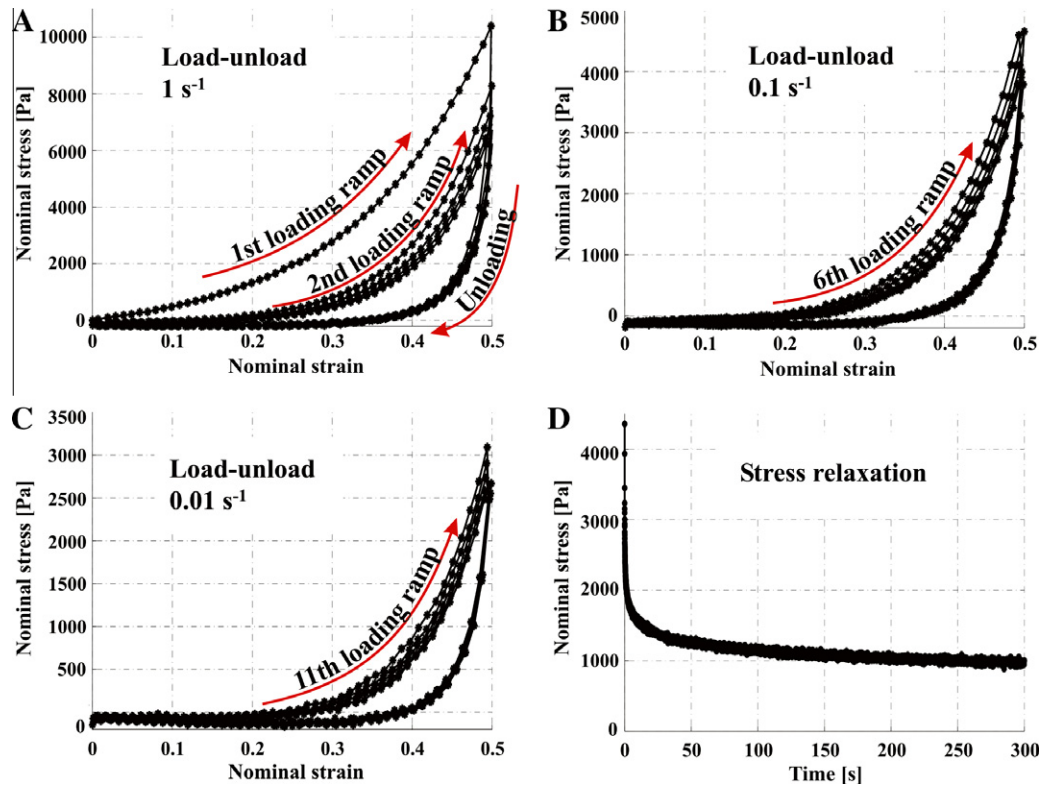 A
Load-unload
1 s-1
Nominal stress [Pa]
10000
8000
6000
4000
2000
0
1st loading ramp
2nd loading ramp
Unloading
0 0.1 0.2 0.3 0.4 0.5
Nominal strain
B
Load-unload
0.1 s-1
Nominal stress [Pa]
5000
4000
3000
2000
1000
0
6th loading ramp
0 0.1 0.2 0.3 0.4 0.5
Nominal strain
C
Load-unload
0.01 s-1
Nominal stress [Pa]
3500
3000
2500
2000
1500
1000
500
0
11th loading ramp
0 0.1 0.2 0.3 0.4 0.5
Nominal strain
D
Stress relaxation
Nominal stress [Pa]
4000
3000
2000
1000
0
0 50 100 150 200 250 300
Time [s]